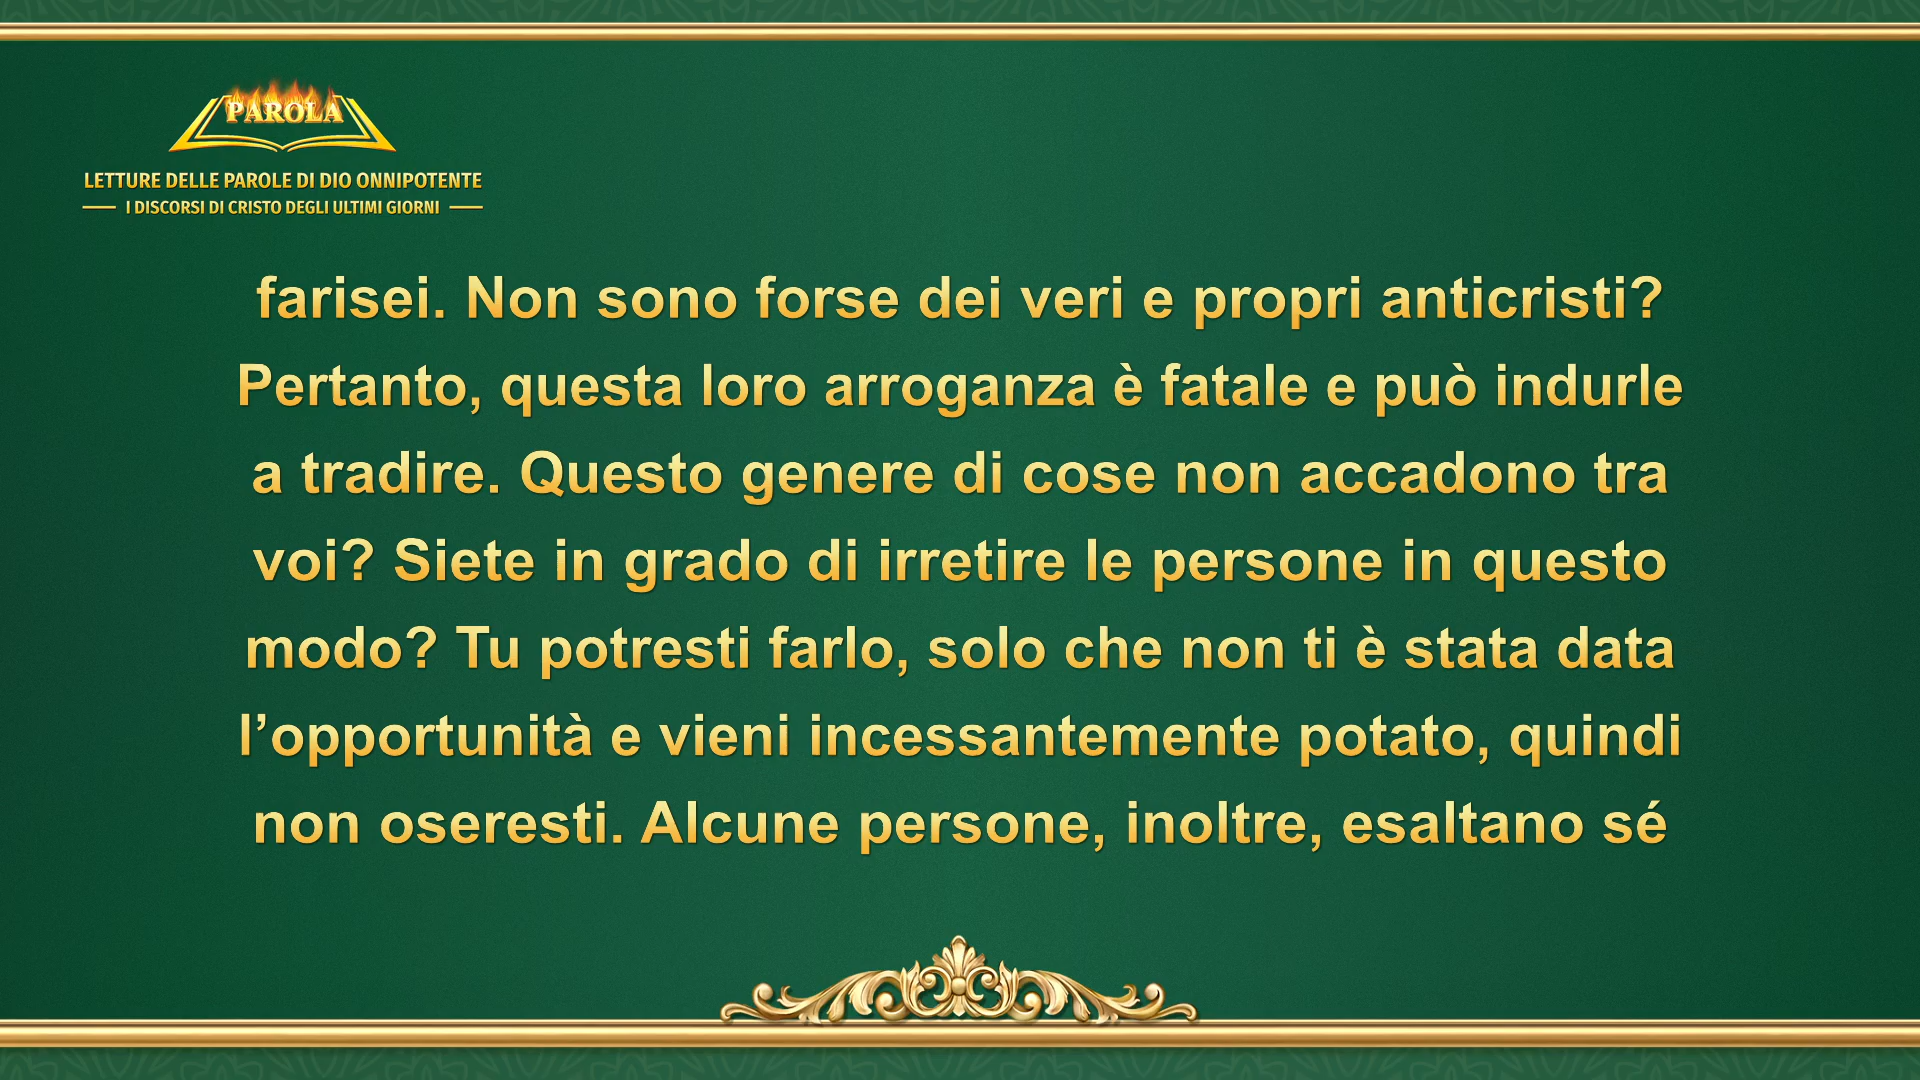 PAROLA
LETTURE DELLE PAROLE DI DIO ONNIPOTENTE
I DISCORSI DI CRISTO DEGLI ULTIMI GIORNI
farisei. Non sono forse dei veri e propri anticristi?
Pertanto, questa loro arroganza è fatale e può indurle
a tradire. Questo genere di cose non accadono tra
voi? Siete in grado di irretire le persone in questo
modo? Tu potresti farlo, solo che non ti è stata data
l’opportunità e vieni incessantemente potato, quindi
non oseresti. Alcune persone, inoltre, esaltano sé